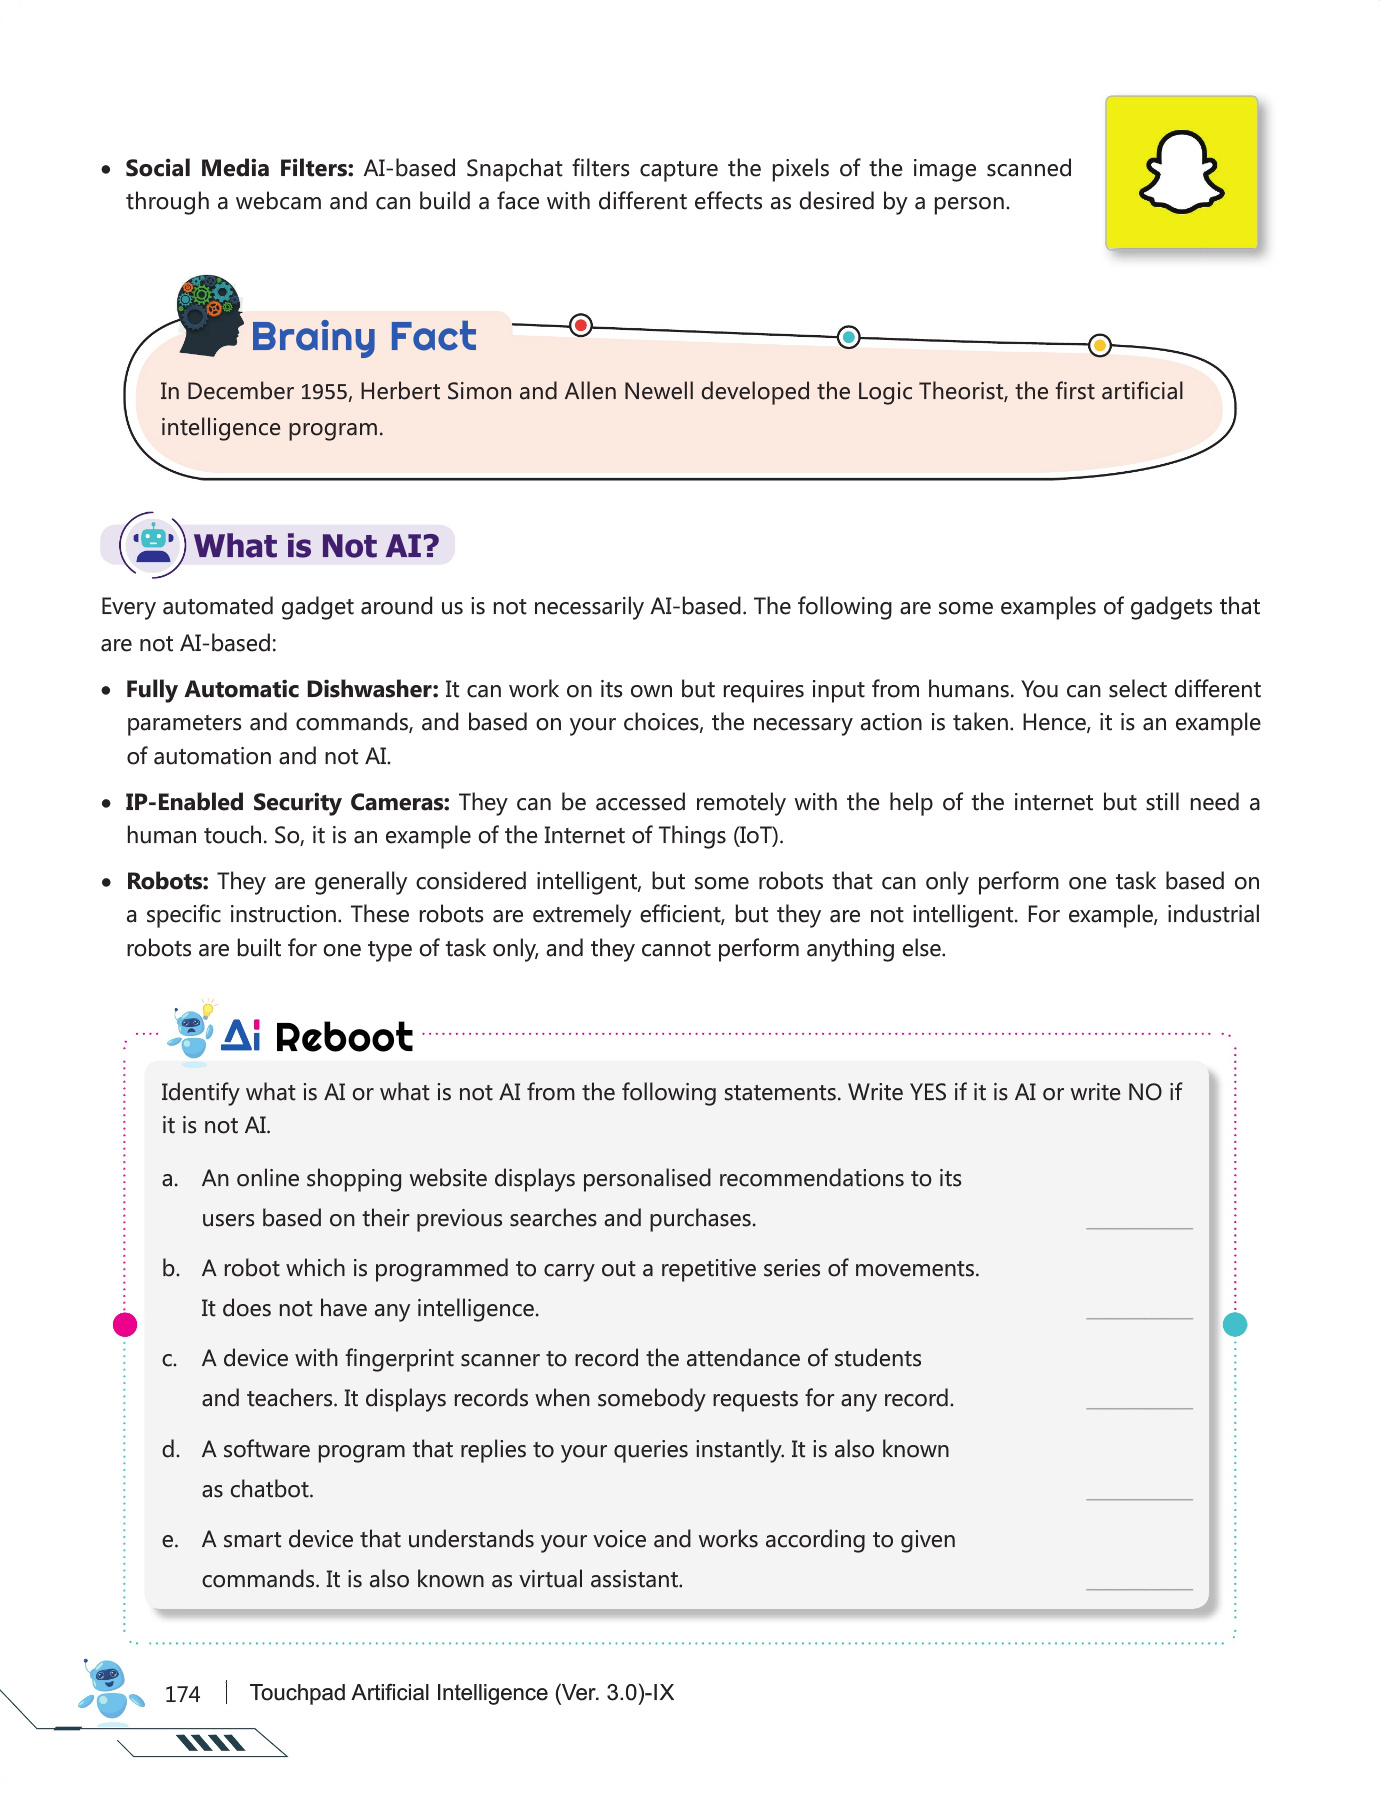 • Social Media Filters: AI-based Snapchat filters capture the pixels of the image scanned
through a webcam and can build a face with different effects as desired by a person.
Brainy Fact
In December 1955, Herbert Simon and Allen Newell developed the Logic Theorist, the first artificial
intelligence program.
What is Not AI?
Every automated gadget around us is not necessarily AI-based. The following are some examples of gadgets that
are not AI-based:
• Fully Automatic Dishwasher: It can work on its own but requires input from humans. You can select different
parameters and commands, and based on your choices, the necessary action is taken. Hence, it is an example
of automation and not AI.
• IP-Enabled Security Cameras: They can be accessed remotely with the help of the internet but still need a
human touch. So, it is an example of the Internet of Things (IoT).
• Robots: They are generally considered intelligent, but some robots that can only perform one task based on
a specific instruction. These robots are extremely efficient, but they are not intelligent. For example, industrial
robots are built for one type of task only, and they cannot perform anything else.
Ai Reboot
Identify what is AI or what is not AI from the following statements. Write YES if it is AI or write NO if
it is not AI.
a. An online shopping website displays personalised recommendations to its
users based on their previous searches and purchases.
b. A robot which is programmed to carry out a repetitive series of movements.
It does not have any intelligence.
c. A device with fingerprint scanner to record the attendance of students
and teachers. It displays records when somebody requests for any record.
d. A software program that replies to your queries instantly. It is also known
as chatbot.
e. A smart device that understands your voice and works according to given
commands. It is also known as virtual assistant.
174 | Touchpad Artificial Intelligence (Ver. 3.0)-IX